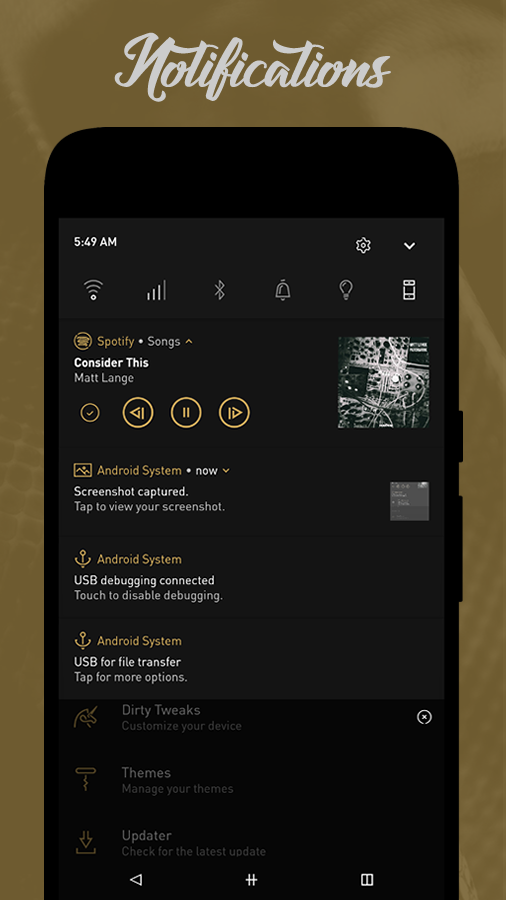 Notifications
5:49 AM
Spotify • Songs
Consider This
Matt Lange
Android System • now
Screenshot captured.
Tap to view your screenshot.
Android System
USB debugging connected
Touch to disable debugging.
Android System
USB for file transfer
Tap for more options.
Dirty Tweaks
Customize your device
Themes
Manage your themes
Updater
Check for the latest update